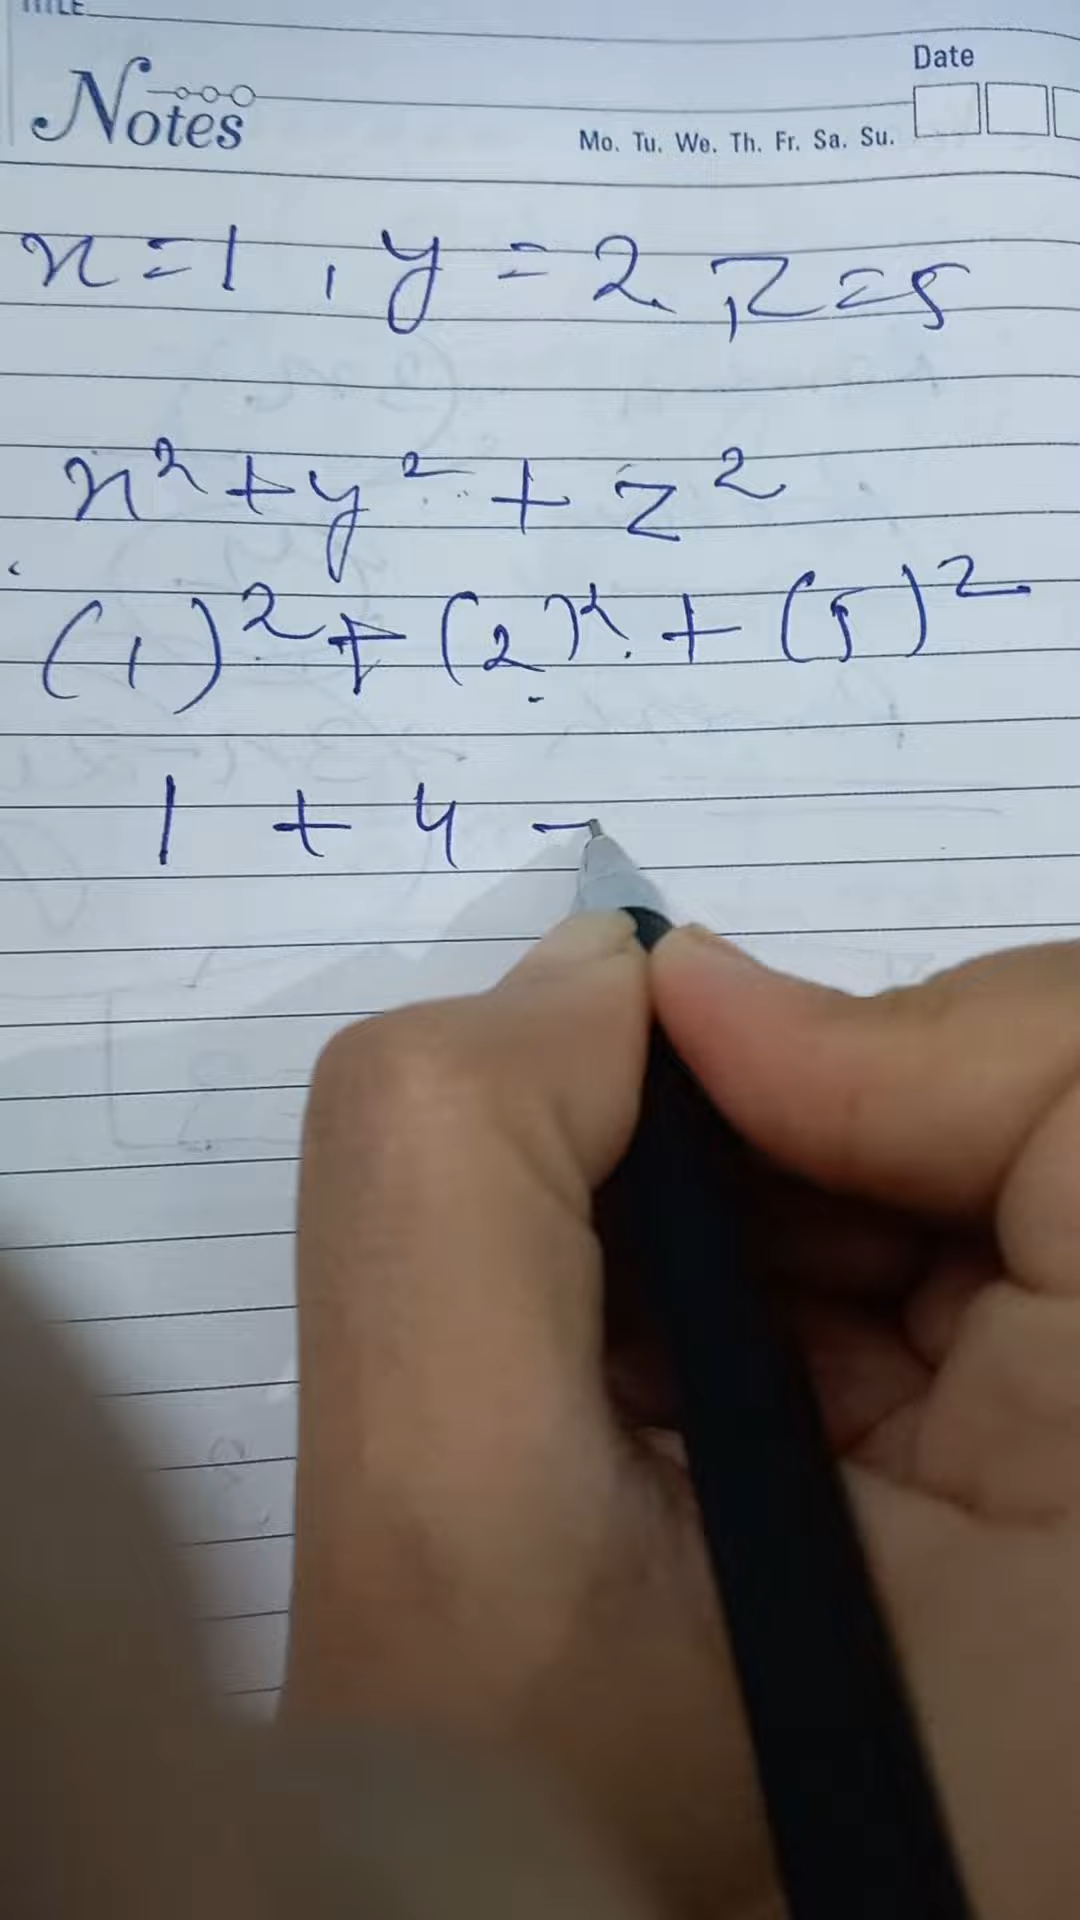 TITLE
Notes
Date
Mo. Tu. We. Th. Fr. Sa. Su.
x = 1 , y = 2 , z = 5
x² + y² + z²
(1)² + (2)² + (5)²
1 + 4 -